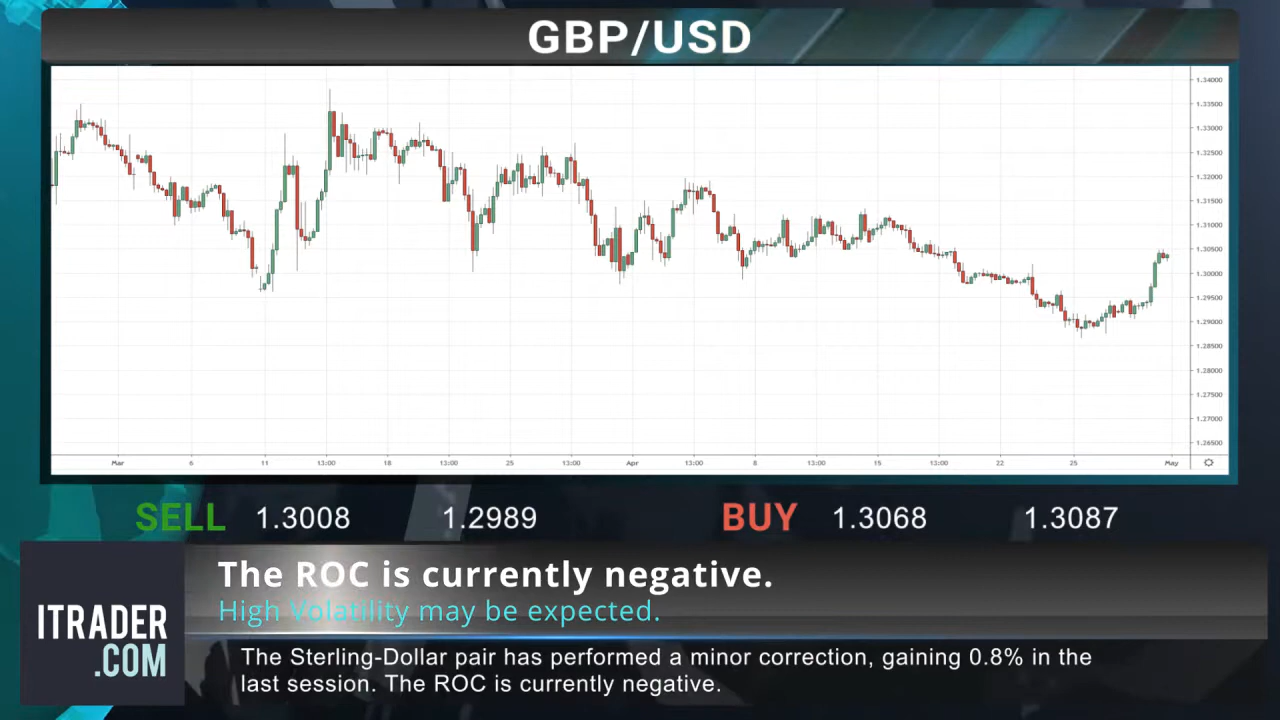 GBP/USD
1.34000
1.33500
1.33000
1.32500
1.32000
1.31500
1.31000
1.30500
1.30000
1.29500
1.29000
1.28500
1.28000
1.27500
1.27000
1.26500
Mar 6 11 13:00 18 13:00 25 13:00 Apr 13:00 8 13:00 15 13:00 22 25 May
SELL 1.3008 1.2989 BUY 1.3068 1.3087
The ROC is currently negative.
High Volatility may be expected.
ITRADER
.COM
The Sterling-Dollar pair has performed a minor correction, gaining 0.8% in the
last session. The ROC is currently negative.